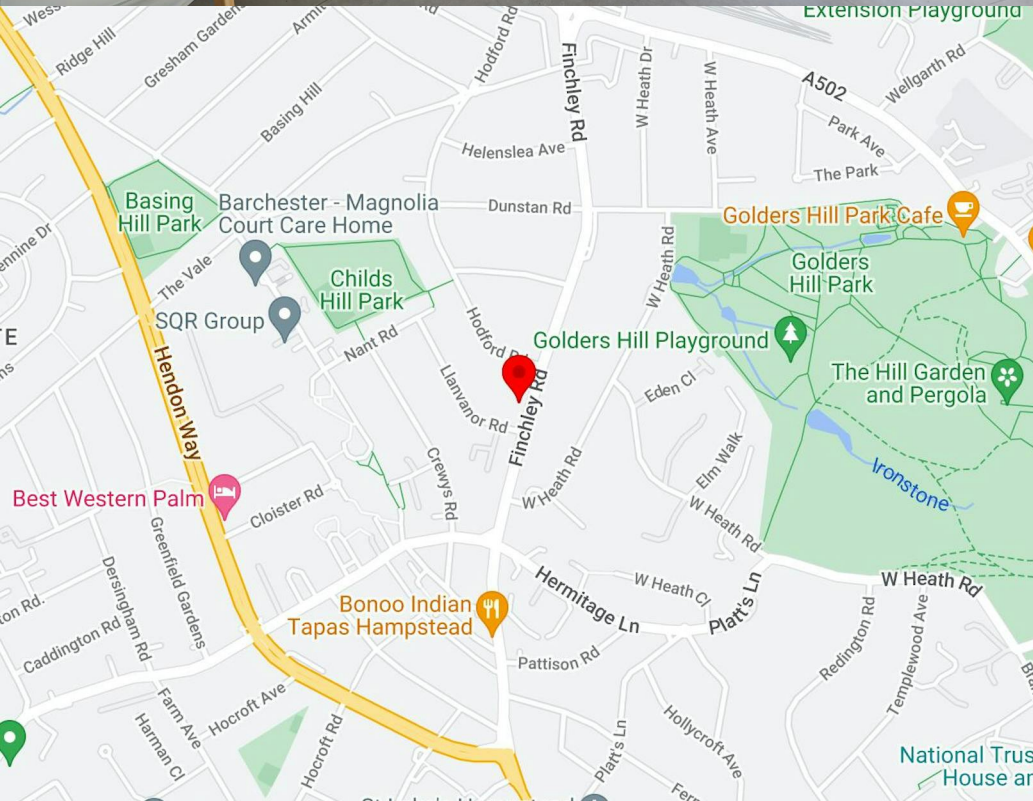 Extension Playground
Ridge Hill
Gresham Gardens
Hodford Rd
Finchley Rd
W Heath Dr
W Heath Ave
A502
Wellgarth Rd
Basing Hill
Park Ave
Helenslea Ave
The Park
Basing
Hill Park
Barchester - Magnolia
Court Care Home
Dunstan Rd
Golders Hill Park Cafe
The Vale
W Heath Rd
Golders
Hill Park
Childs
Hill Park
SQR Group
Nant Rd
Hodford Rd
Golders Hill Playground
Hendon Way
Llanvanor Rd
Finchley Rd
Eden Cl
The Hill Garden
and Pergola
Crewys Rd
Elm Walk
W Heath Rd
Ironstone
Best Western Palm
Cloister Rd
W Heath Rd
Greenfield Gardens
Dersingham Rd
Hermitage Ln
W Heath Cl
Platt's Ln
W Heath Rd
Bonoo Indian
Tapas Hampstead
Caddington Rd
Pattison Rd
Redington Rd
Templewood Ave
Farm Ave
Hocroft Ave
Harman Cl
Hocroft Rd
Platt's Ln
Hollycroft Ave
National Trus
House an